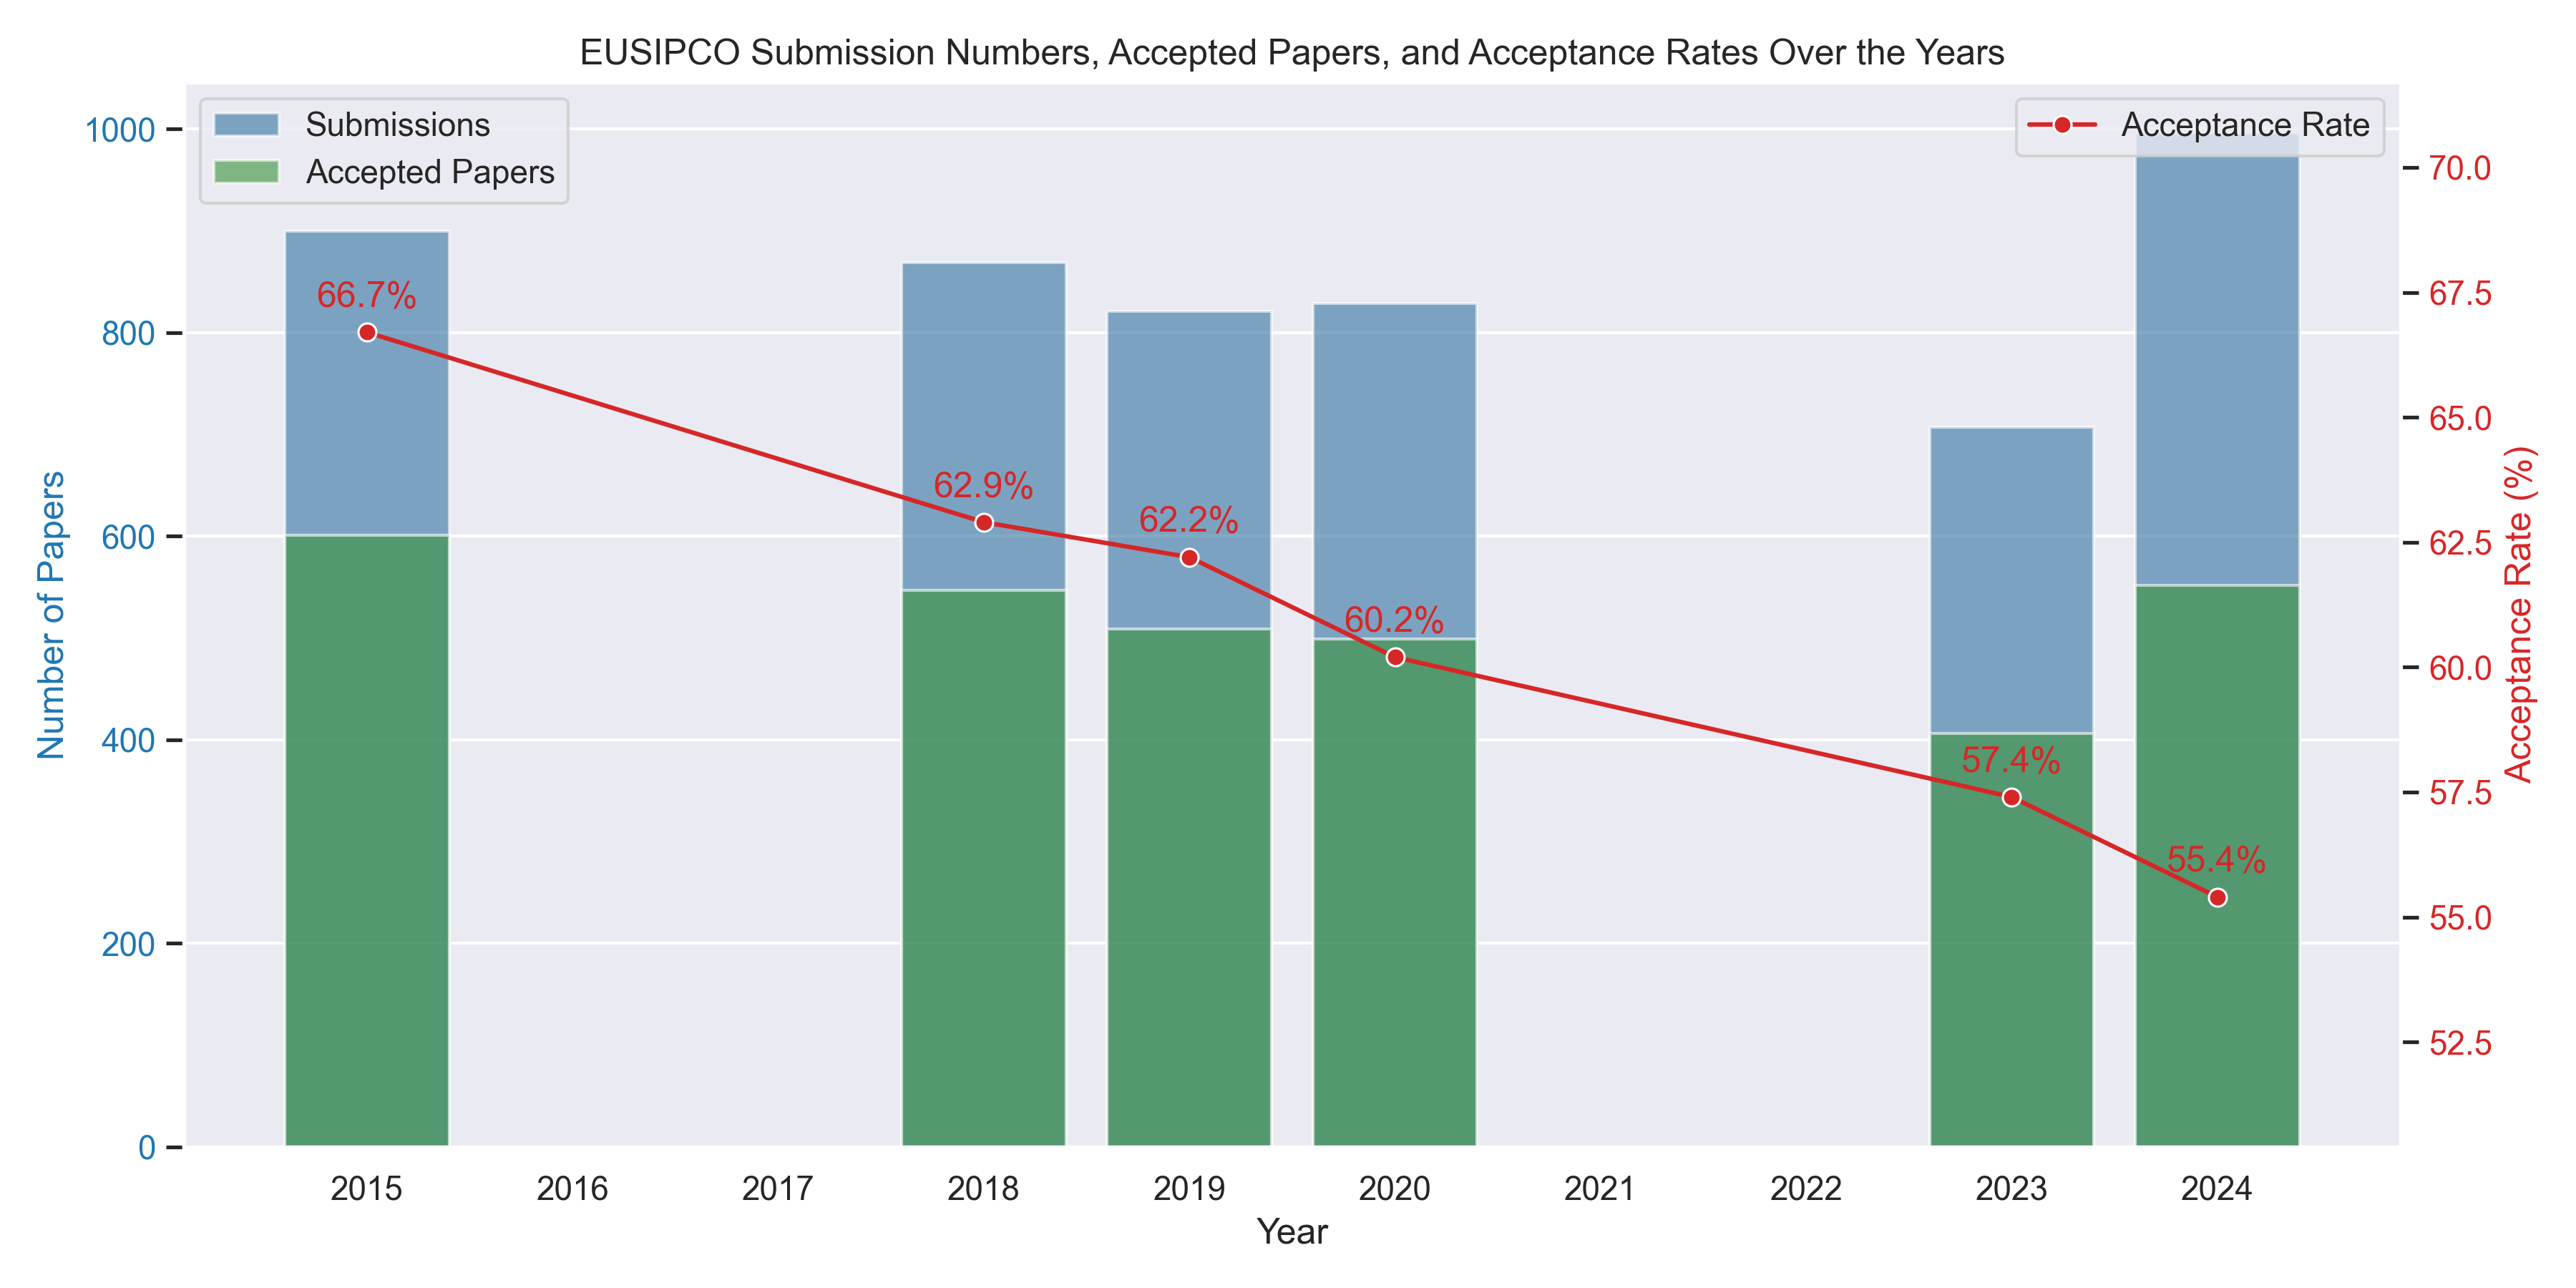 EUSIPCO Submission Numbers, Accepted Papers, and Acceptance Rates Over the Years
Submissions
Accepted Papers
Acceptance Rate
Number of Papers
1000
800
600
400
200
0
66.7%
62.9%
62.2%
60.2%
57.4%
55.4%
70.0
67.5
65.0
62.5
60.0
57.5
55.0
52.5
Acceptance Rate (%)
2015 2016 2017 2018 2019 2020 2021 2022 2023 2024
Year